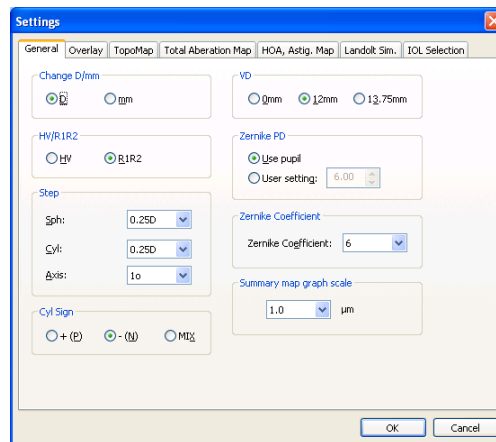 Settings
General Overlay TopoMap Total Aberation Map HOA, Astig. Map Landolt Sim. IOL Selection
Change D/mm
D mm
HV/R1R2
HV R1R2
Step
Sph: 0.25D
Cyl: 0.25D
Axis: 1o
Cyl Sign
+ (P) - (N) MIX
VD
0mm 12mm 13.75mm
Zernike PD
Use pupil
User setting: 6.00
Zernike Coefficient
Zernike Coefficient: 6
Summary map graph scale
1.0 µm
OK Cancel